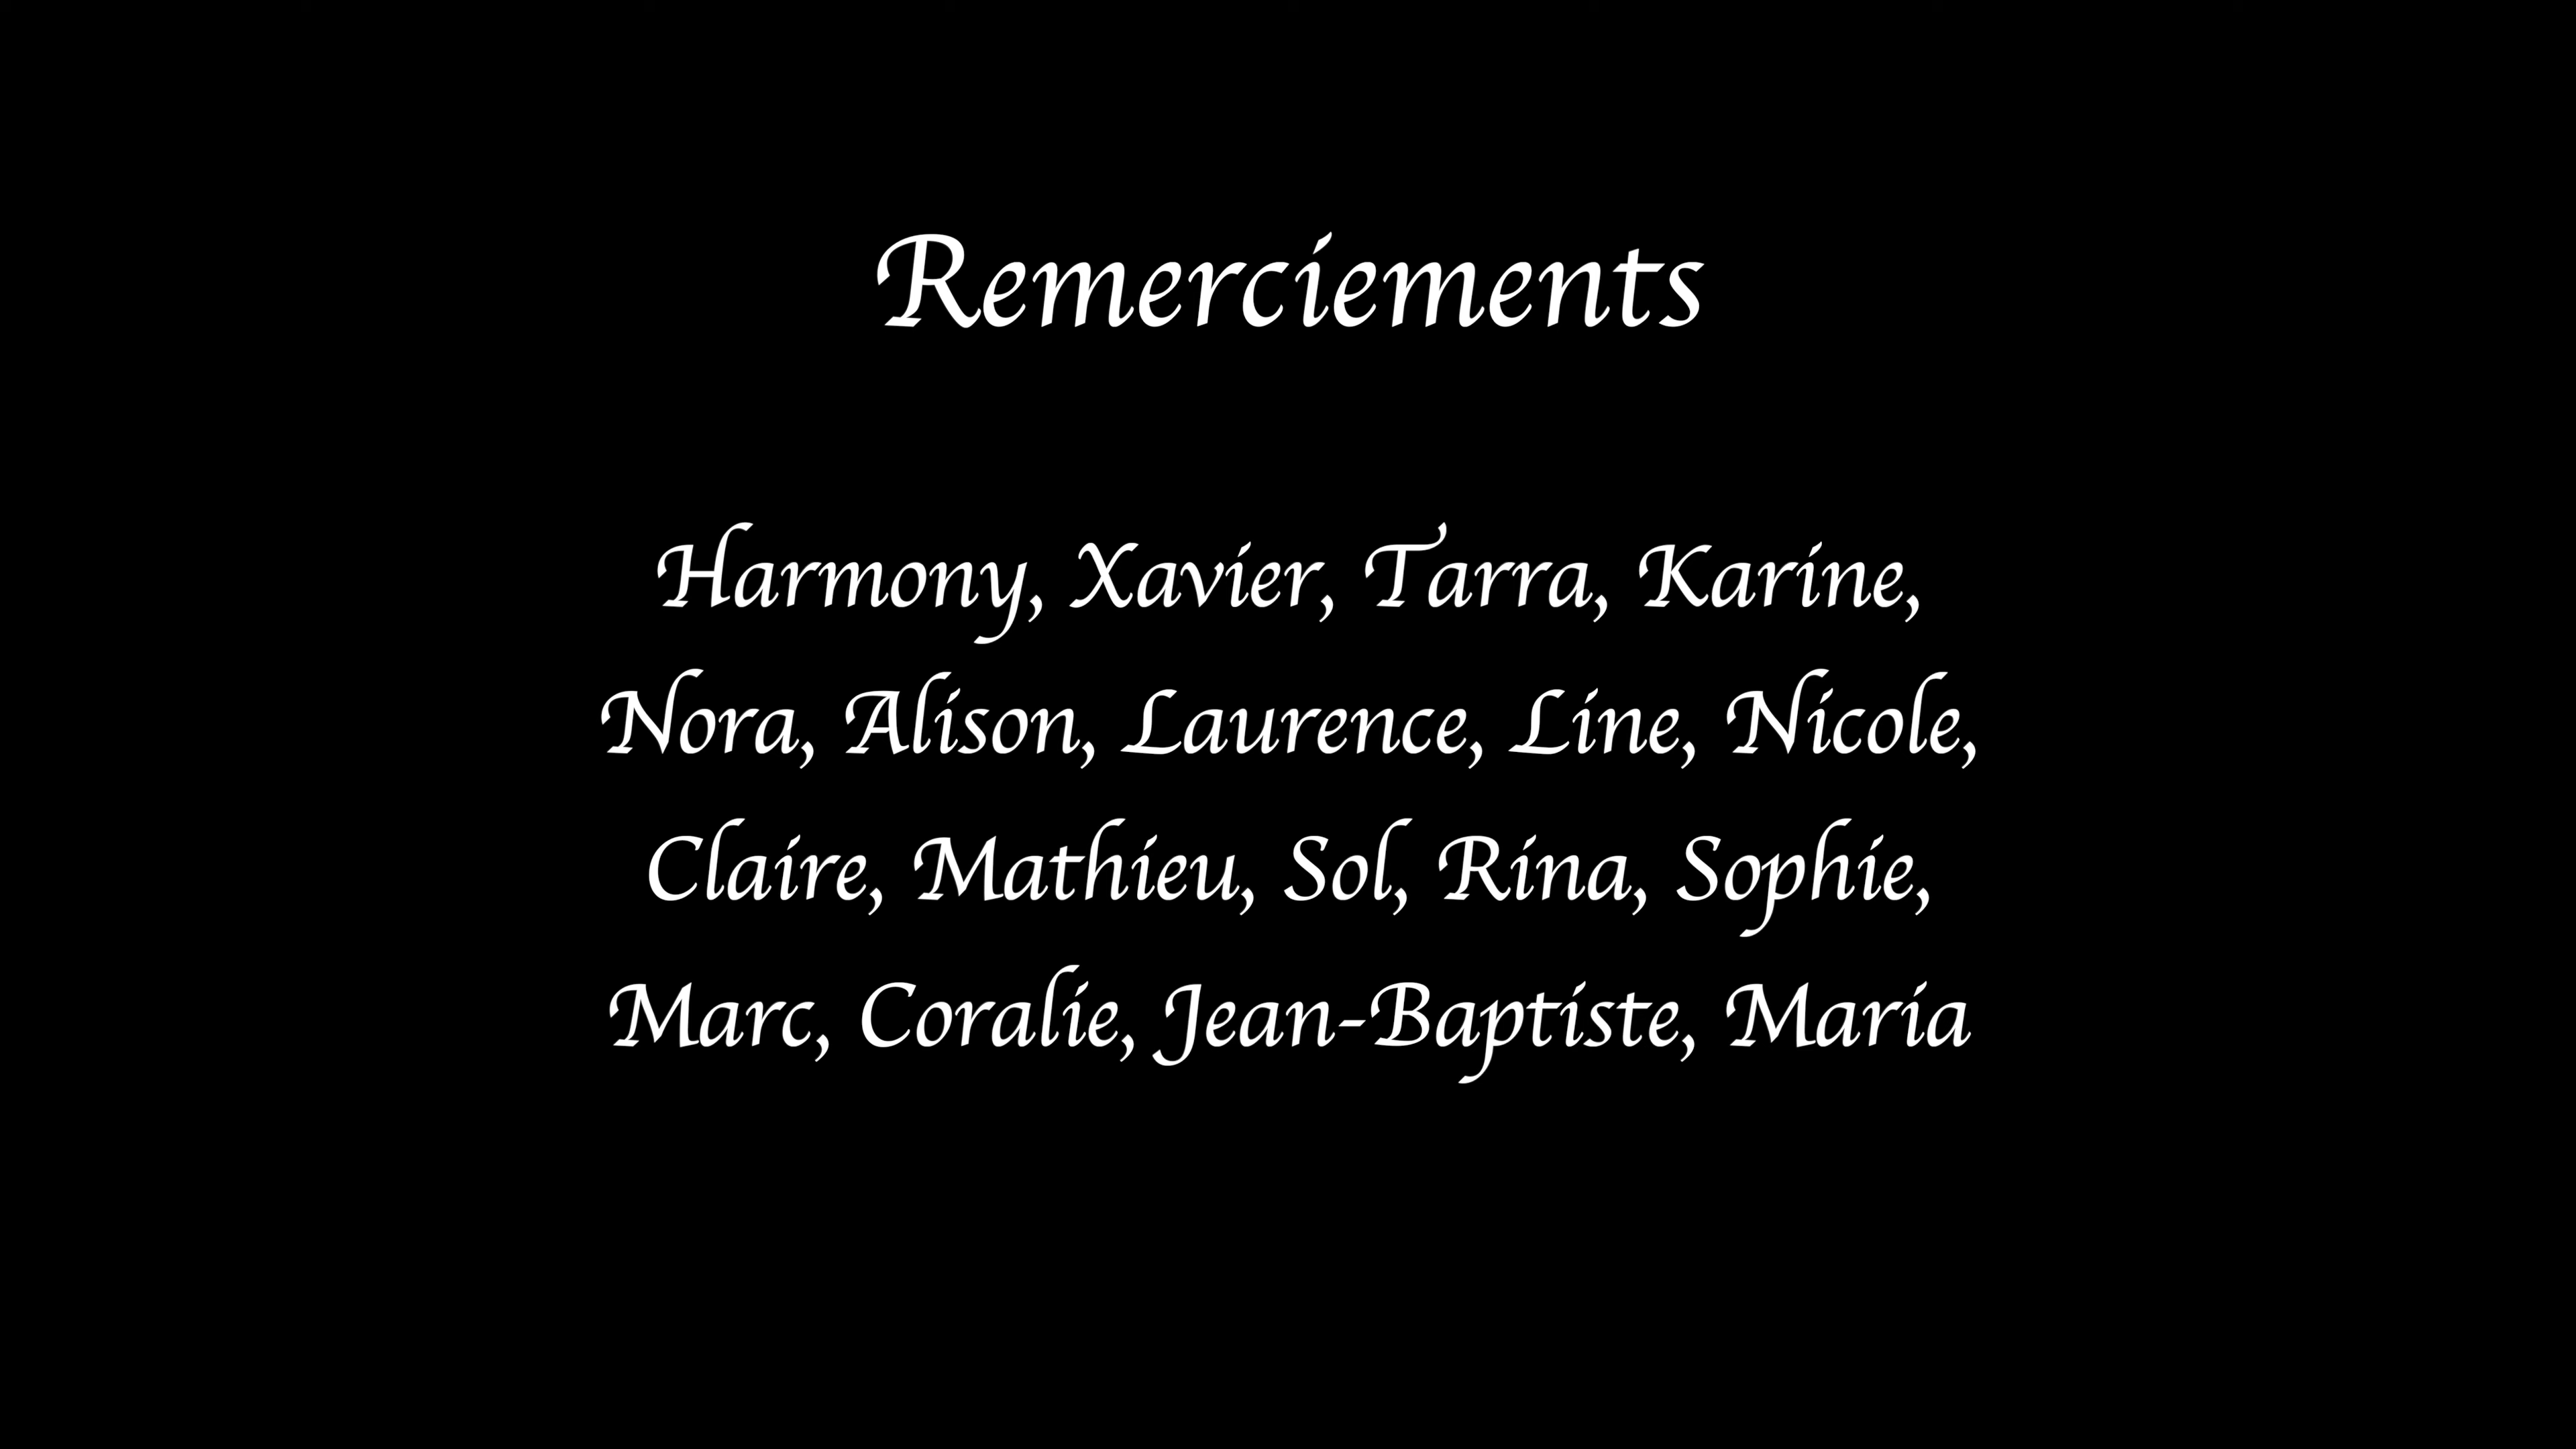 Remerciements
Harmony, Xavier, Tarra, Karine,
Nora, Alison, Laurence, Line, Nicole,
Claire, Mathieu, Sol, Rina, Sophie,
Marc, Coralie, Jean-Baptiste, Maria